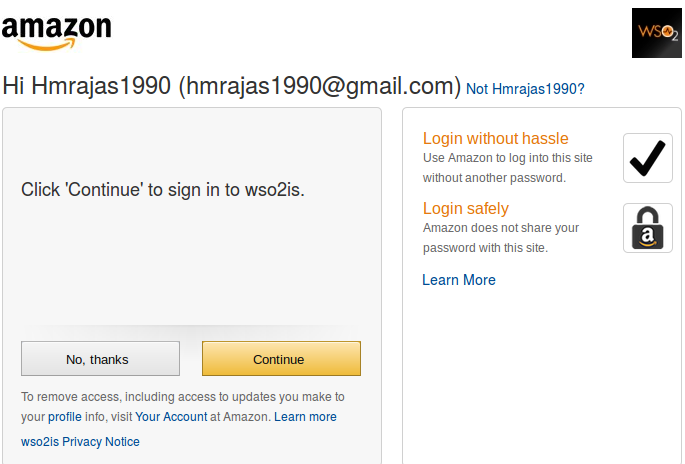 amazon
WSO2
Hi Hmrajas1990 (hmrajas1990@gmail.com) Not Hmrajas1990?
Click 'Continue' to sign in to wso2is.
No, thanks
Continue
To remove access, including access to updates you make to
your profile info, visit Your Account at Amazon. Learn more
wso2is Privacy Notice
Login without hassle
Use Amazon to log into this site
without another password.
Login safely
Amazon does not share your
password with this site.
a
Learn More